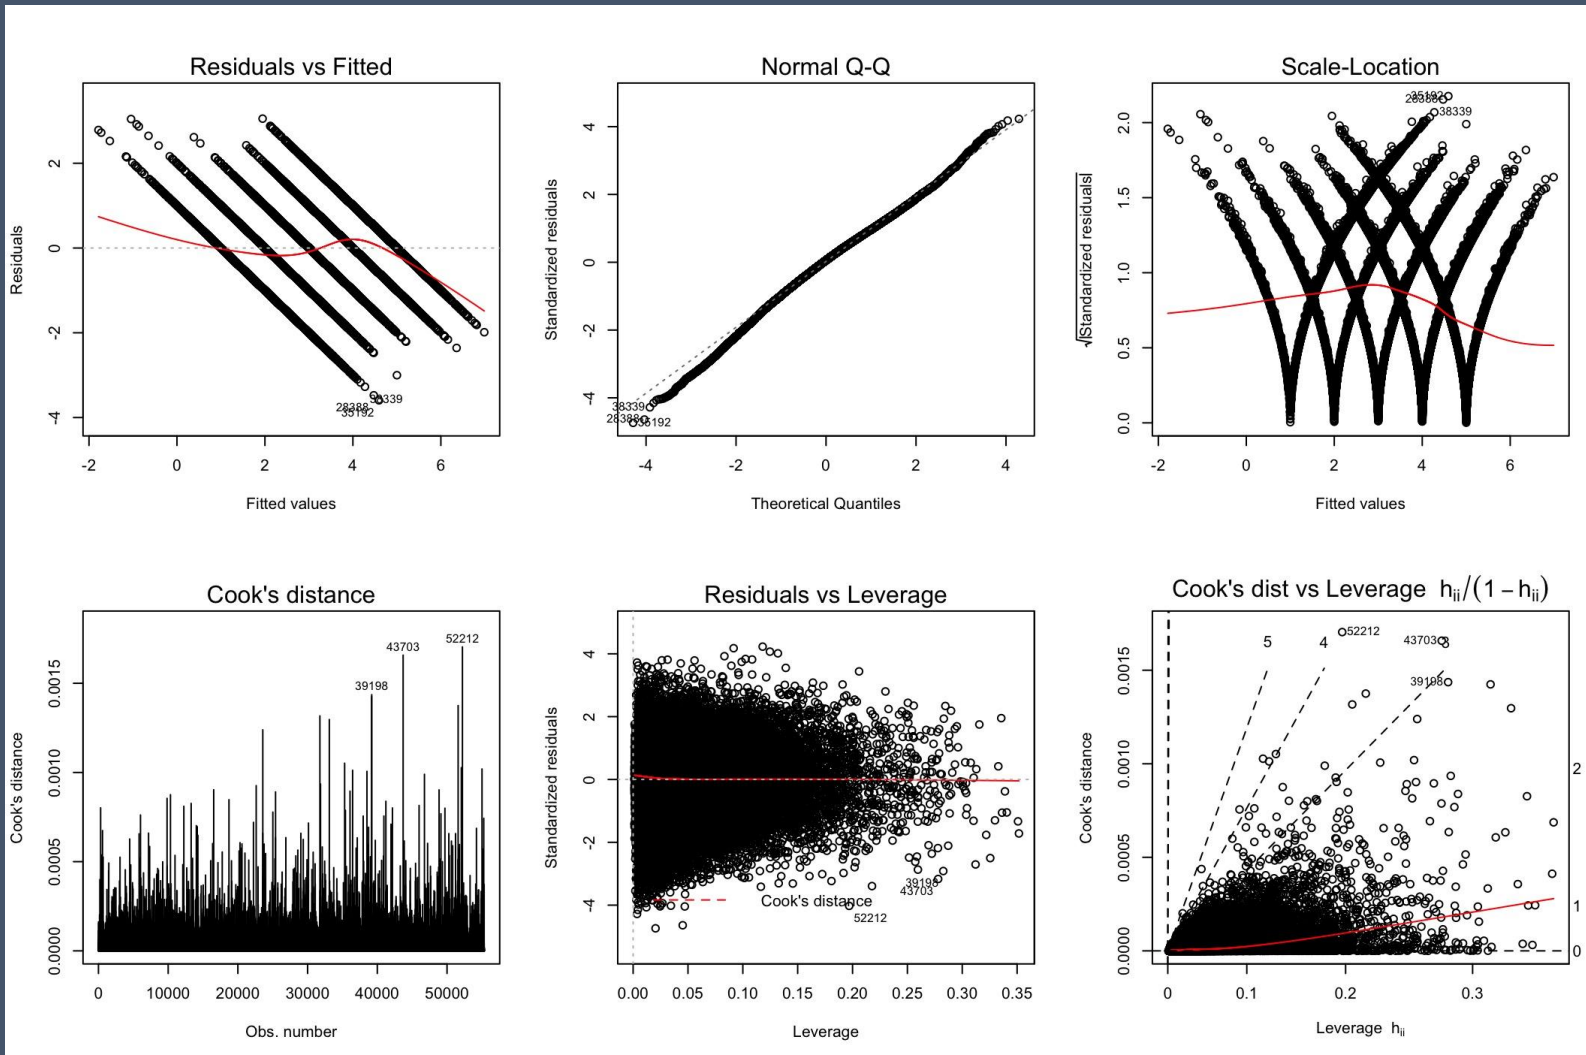 Residuals vs Fitted
Residuals
2
0
-2
-4
28388
35192
38339
-2 0 2 4 6
Fitted values
Normal Q-Q
Standardized residuals
4
2
0
-2
-4
38339
28388
35192
-4 -2 0 2 4
Theoretical Quantiles
Scale-Location
√|Standardized residuals|
2.0
1.5
1.0
0.5
0.0
35192
28388
38339
-2 0 2 4 6
Fitted values
Cook's distance
Cook's distance
0.0015
0.0010
0.0005
0.0000
52212
43703
39198
0 10000 20000 30000 40000 50000
Obs. number
Residuals vs Leverage
Standardized residuals
4
2
0
-2
-4
39198
43703
Cook's distance
52212
0.00 0.05 0.10 0.15 0.20 0.25 0.30 0.35
Leverage
Cook's dist vs Leverage hii/(1 − hii)
Cook's distance
0.0015
0.0010
0.0005
0.0000
52212
43703
39198
5 4 3
2
1
0
0 0.1 0.2 0.3
Leverage hii